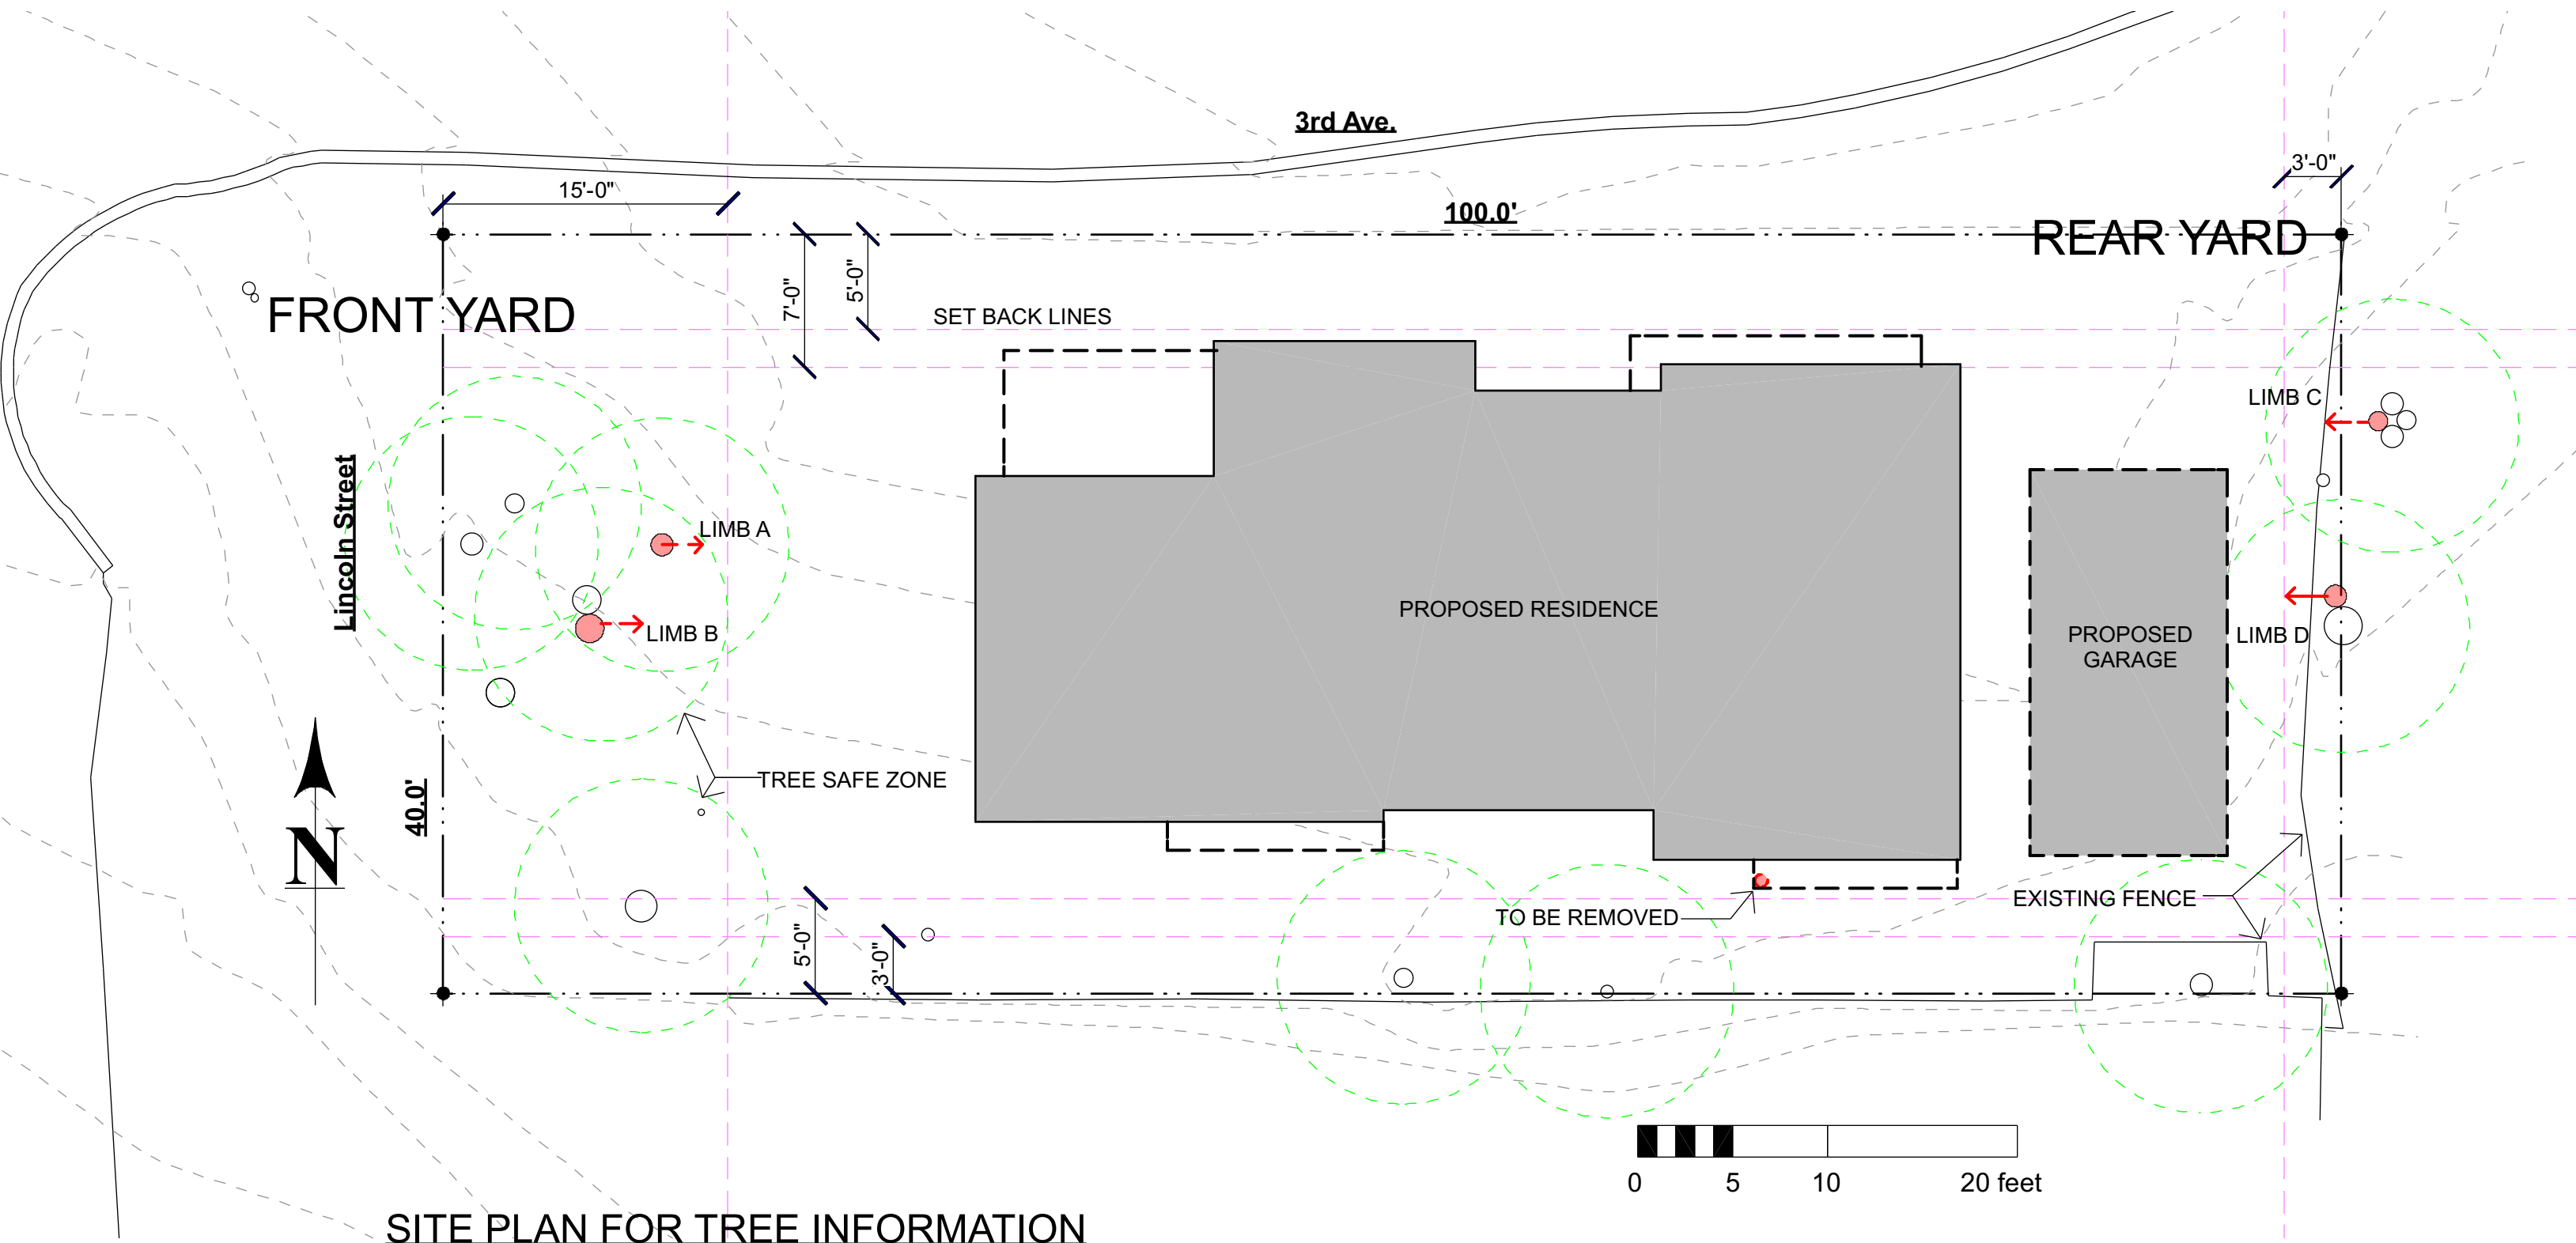 3rd Ave.
15'-0"
3'-0"
100.0'
REAR YARD
7'-0"
5'-0"
FRONT YARD
SET BACK LINES
LIMB C
Lincoln Street
LIMB A
PROPOSED RESIDENCE
LIMB B
PROPOSED
GARAGE
LIMB D
TREE SAFE ZONE
40.0'
N
EXISTING FENCE
TO BE REMOVED
5'-0"
3'-0"
0 5 10 20 feet
SITE PLAN FOR TREE INFORMATION